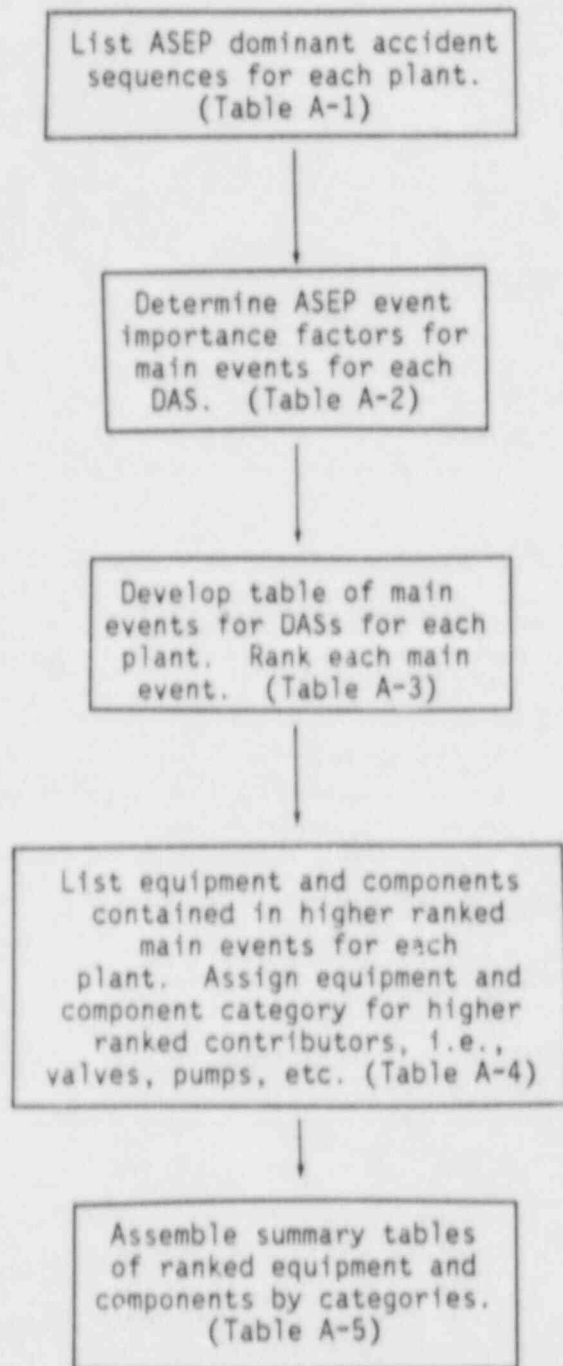 List ASEP dominant accident
sequences for each plant.
(Table A-1)
Determine ASEP event
importance factors for
main events for each
DAS. (Table A-2)
Develop table of main
events for DASs for each
plant. Rank each main
event. (Table A-3)
List equipment and components
contained in higher ranked
main events for each
plant. Assign equipment and
component category for higher
ranked contributors, i.e.,
valves, pumps, etc. (Table A-4)
Assemble summary tables
of ranked equipment and
components by categories.
(Table A-5)